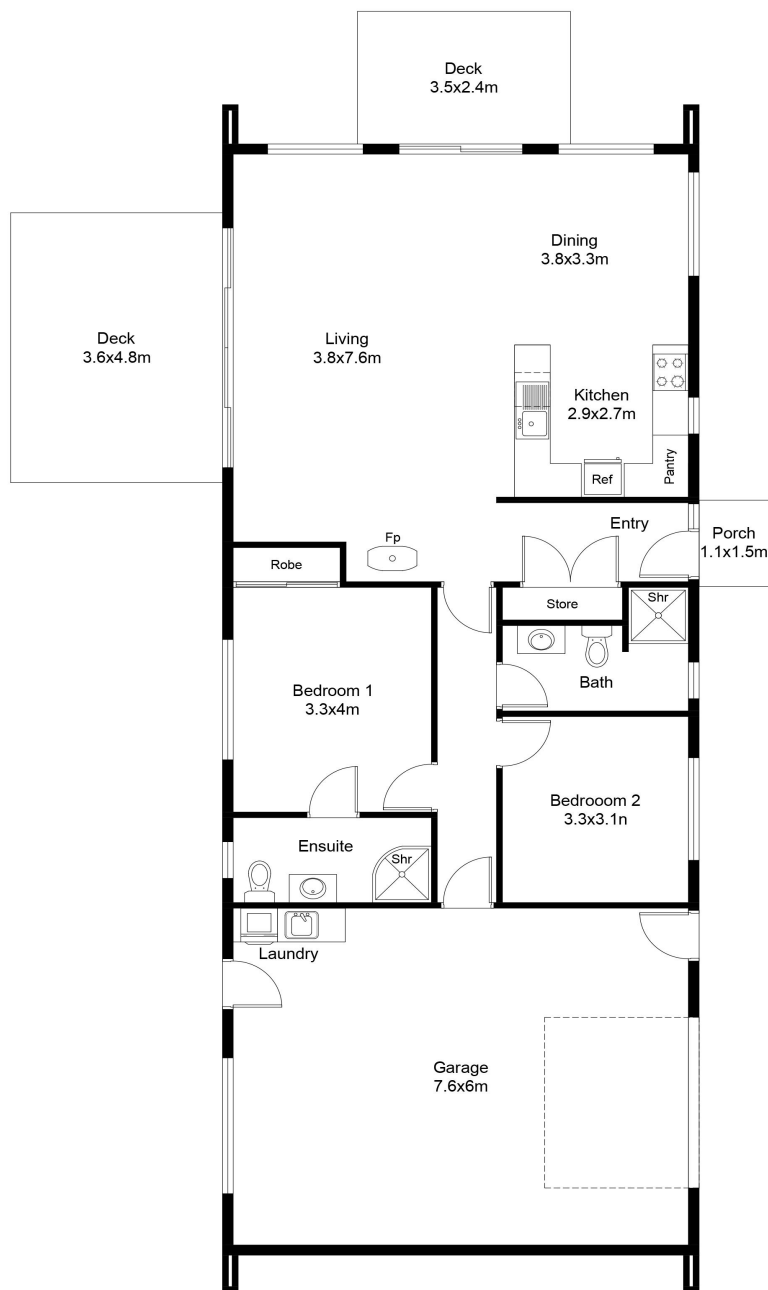 Deck
3.5x2.4m
Dining
3.8x3.3m
Deck
3.6x4.8m
Living
3.8x7.6m
Kitchen
2.9x2.7m
Pantry
Ref
Entry
Porch
1.1x1.5m
Fp
Robe
Store
Shr
Bath
Bedroom 1
3.3x4m
Bedrooom 2
3.3x3.1n
Ensuite
Shr
Laundry
Garage
7.6x6m